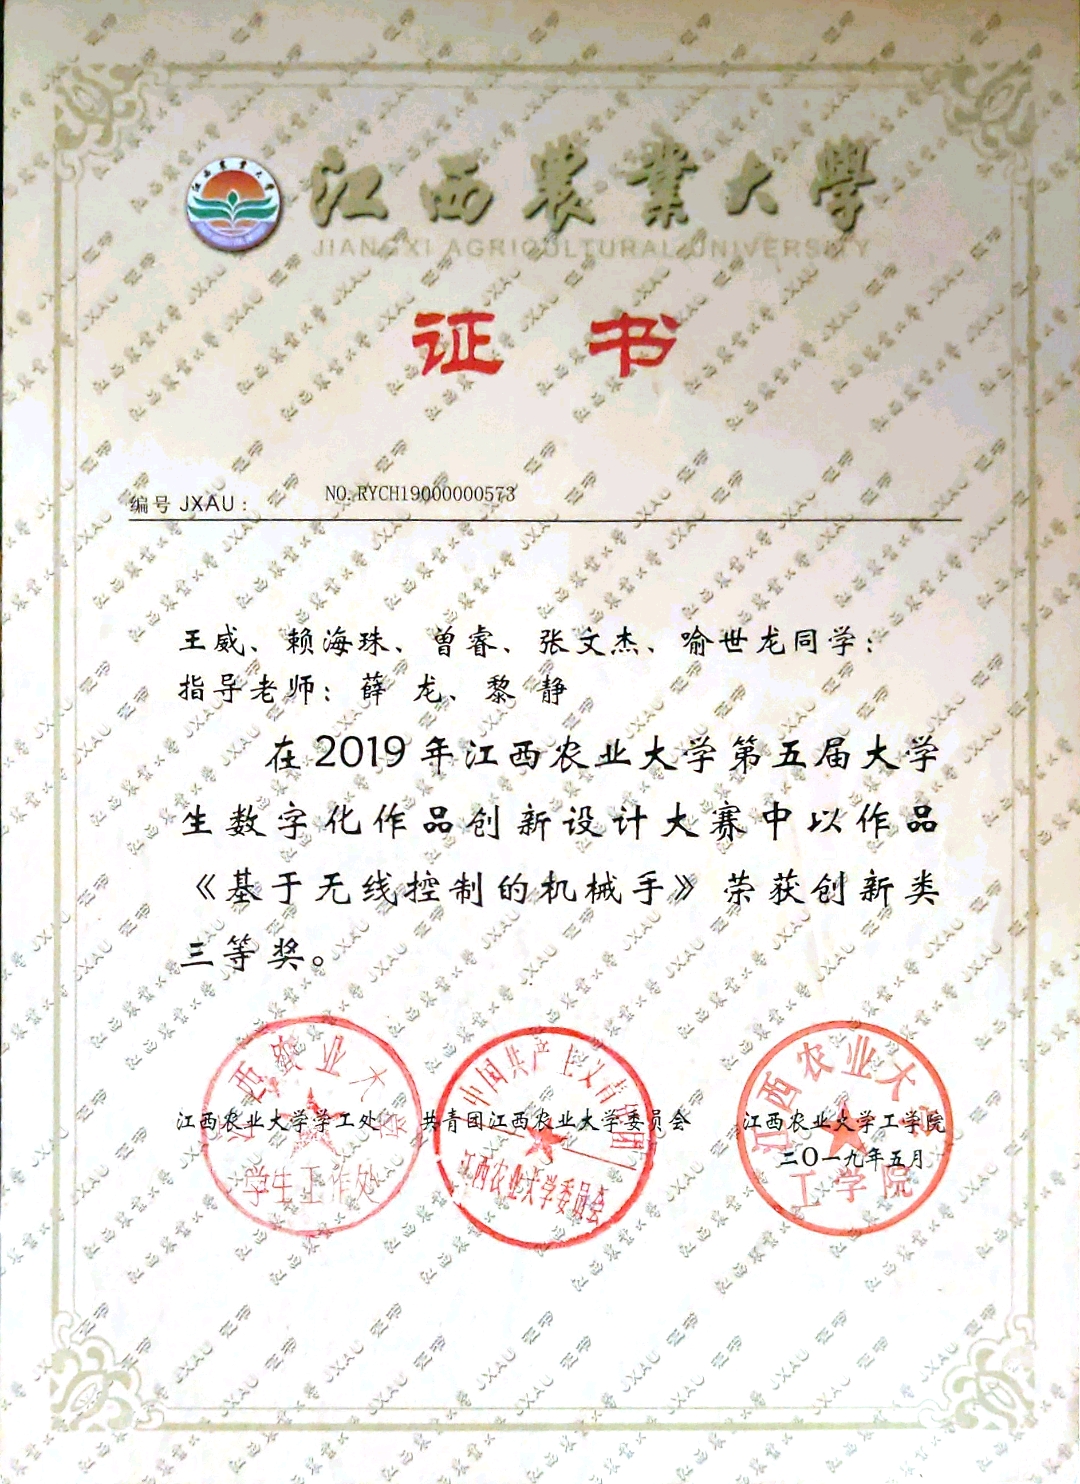 江西农業大學
JIANGXI AGRICULTURAL UNIVERSITY
证书
编号 JXAU： NO.RYCH19000000573
王威、赖海珠、曾睿、张文杰、喻世龙同学：
指导老师：薛 龙、黎 静
在2019年江西农业大学第五届大学
生数字化作品创新设计大赛中以作品
《基于无线控制的机械手》荣获创新类
三等奖。
江西农业大学学工处 共青团江西农业大学委员会 江西农业大学工学院
二〇一九年五月
江西农业大学
学生工作处
中国共产主义青年团
江西农业大学委员会
江西农业大学
工学院